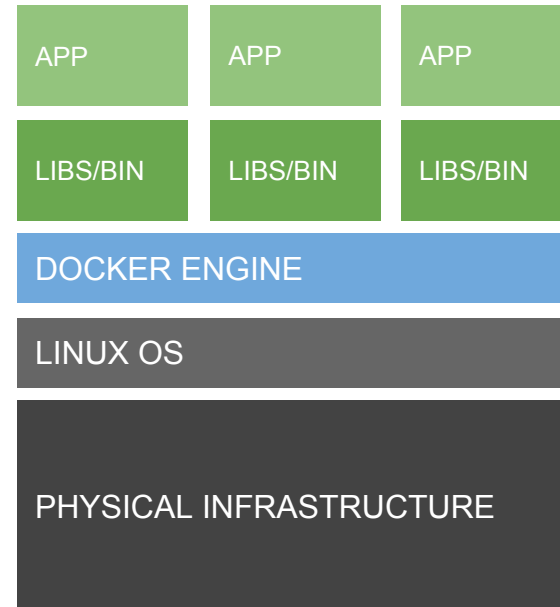 APP
APP
APP
LIBS/BIN
LIBS/BIN
LIBS/BIN
DOCKER ENGINE
LINUX OS
PHYSICAL INFRASTRUCTURE